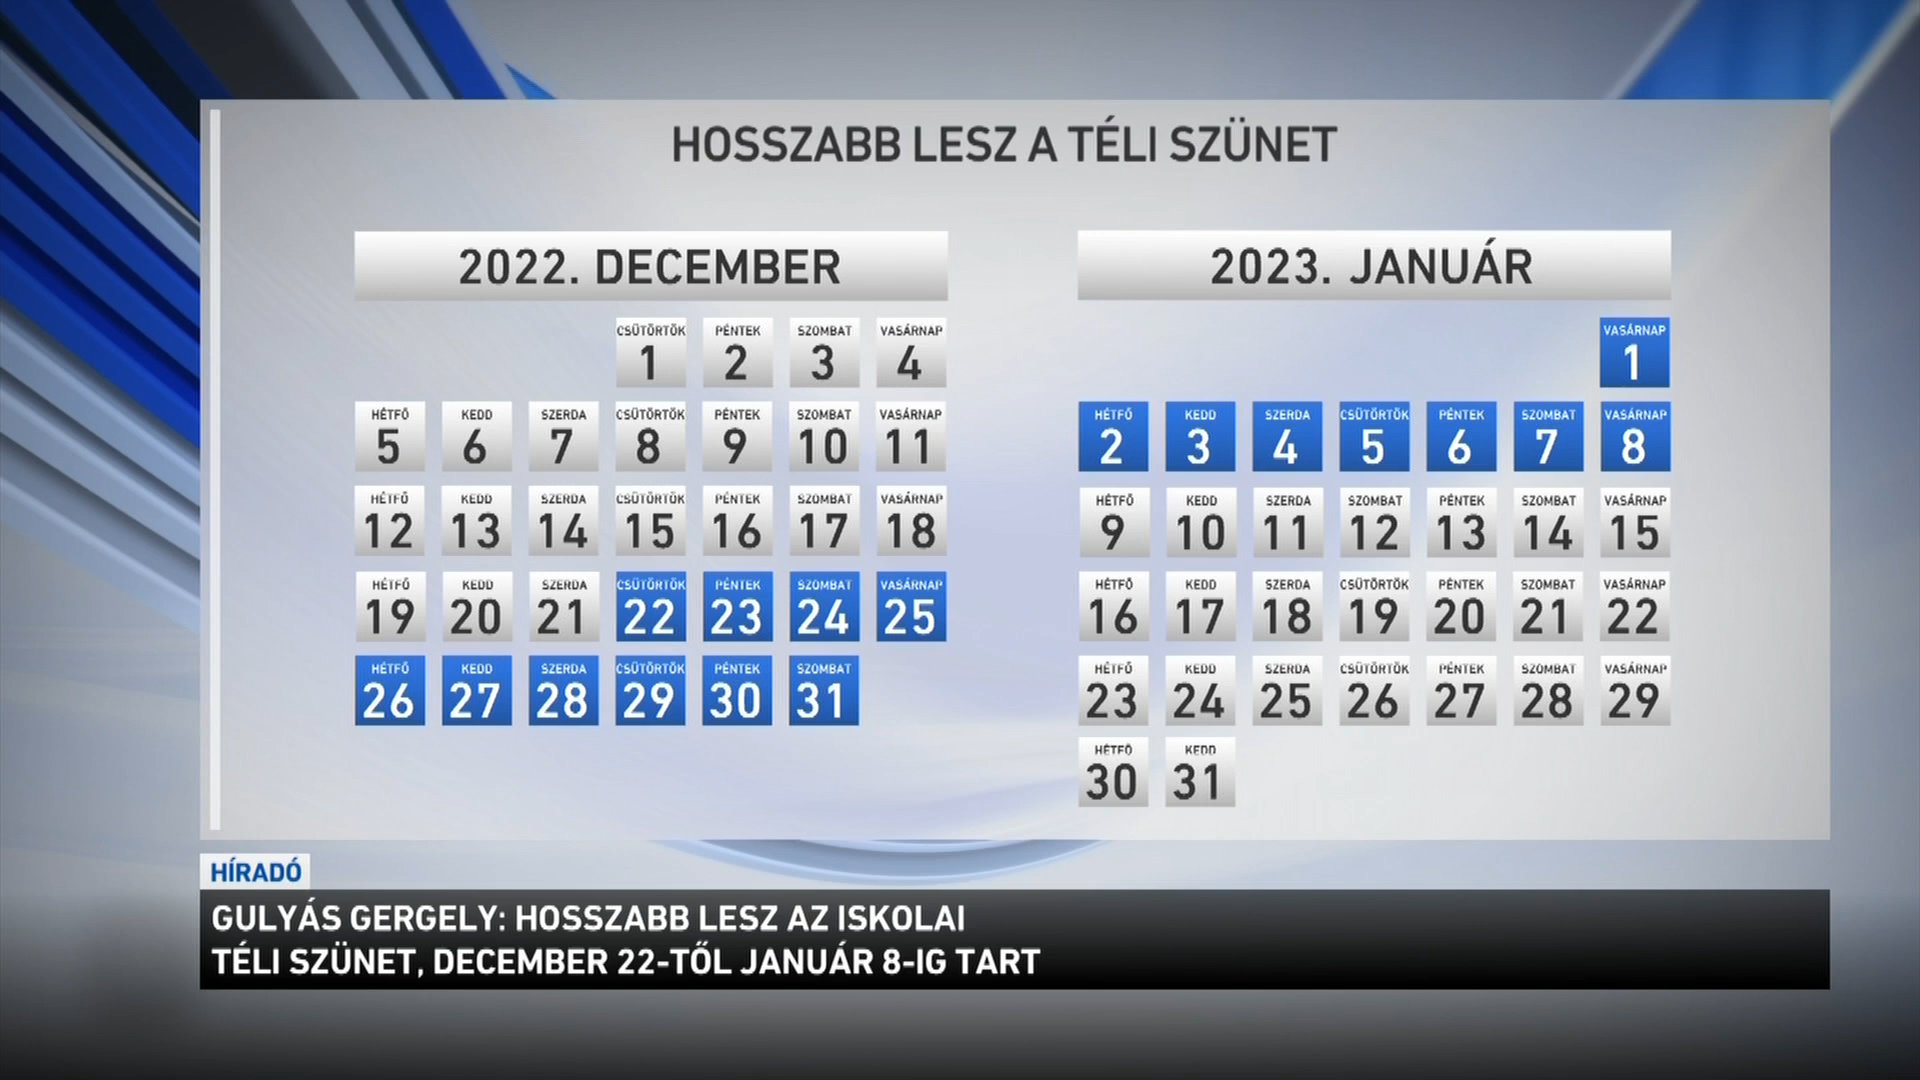 HOSSZABB LESZ A TÉLI SZÜNET
2022. DECEMBER
CSÜTÖRTÖK PÉNTEK SZOMBAT VASÁRNAP
1 2 3 4
HÉTFŐ KEDD SZERDA CSÜTÖRTÖK PÉNTEK SZOMBAT VASÁRNAP
5 6 7 8 9 10 11
HÉTFŐ KEDD SZERDA CSÜTÖRTÖK PÉNTEK SZOMBAT VASÁRNAP
12 13 14 15 16 17 18
HÉTFŐ KEDD SZERDA CSÜTÖRTÖK PÉNTEK SZOMBAT VASÁRNAP
19 20 21 22 23 24 25
HÉTFŐ KEDD SZERDA CSÜTÖRTÖK PÉNTEK SZOMBAT
26 27 28 29 30 31
2023. JANUÁR
VASÁRNAP
1
HÉTFŐ KEDD SZERDA CSÜTÖRTÖK PÉNTEK SZOMBAT VASÁRNAP
2 3 4 5 6 7 8
HÉTFŐ KEDD SZERDA SZOMBAT PÉNTEK SZOMBAT VASÁRNAP
9 10 11 12 13 14 15
HÉTFŐ KEDD SZERDA CSÜTÖRTÖK PÉNTEK SZOMBAT VASÁRNAP
16 17 18 19 20 21 22
HÉTFŐ KEDD SZERDA CSÜTÖRTÖK PÉNTEK SZOMBAT VASÁRNAP
23 24 25 26 27 28 29
HÉTFŐ KEDD
30 31
HÍRADÓ
GULYÁS GERGELY: HOSSZABB LESZ AZ ISKOLAI
TÉLI SZÜNET, DECEMBER 22-TŐL JANUÁR 8-IG TART